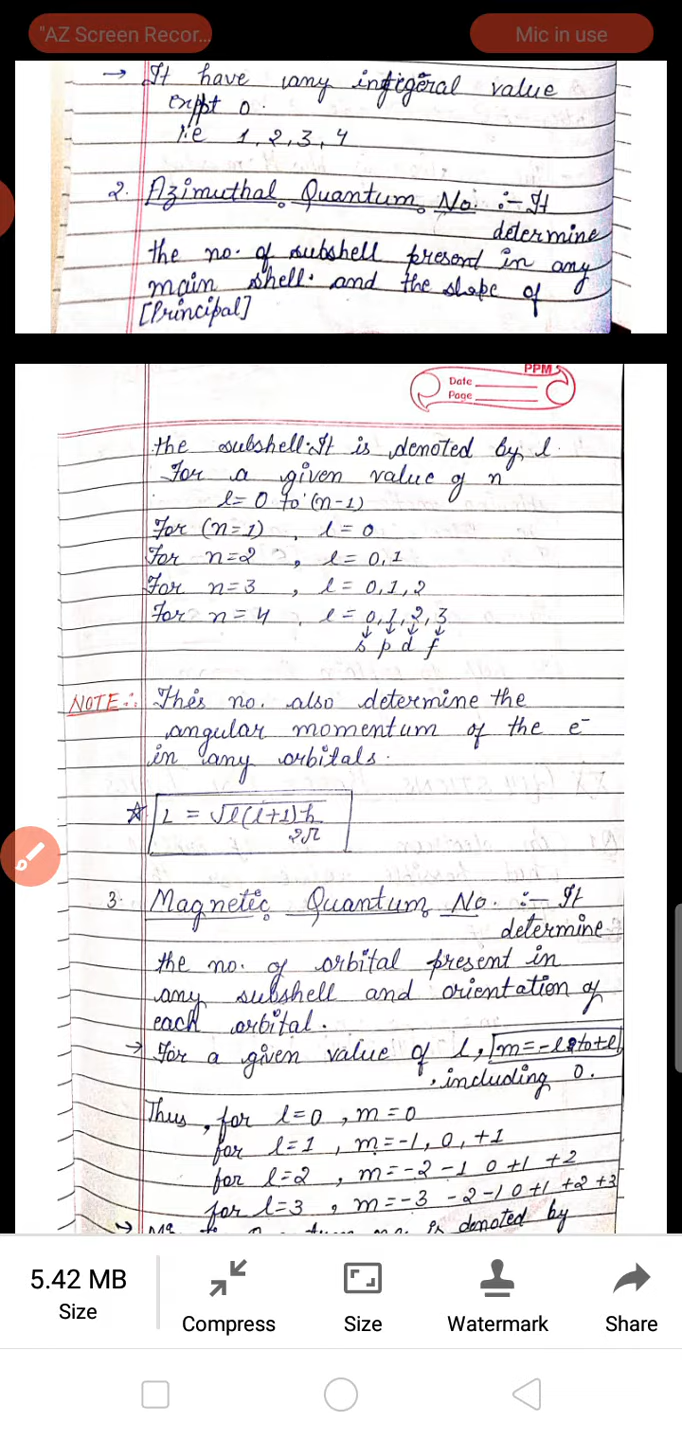 "AZ Screen Recor...
Mic in use
→ It have any integeral value
exept 0.
i.e 1, 2, 3, 4
2. Azimuthal Quantum No. :- It
determine
the no. of subshell present in any
main shell. and the shape of
[Principal]
PPM
Date
Page
the subshell. It is denoted by l.
For a given value of n
l = 0 to (n-1)
For (n=1) , l = 0
For n=2 , l = 0,1
For n=3 , l = 0,1,2
For n = 4 , l = 0,1,2,3
↓ ↓ ↓ ↓
s p d f
NOTE :- This no. also determine the
angular momentum of the e⁻
in any orbitals.
☆ L = √l(l+1) h
2π
3. Magnetic Quantum No. :- It
determine
the no. of orbital present in
any subshell and orientation of
each orbital.
→ For a given value of l, m = -l to +l
, including 0.
Thus, for l=0 , m=0
for l=1 , m=-1, 0, +1
for l=2 , m=-2 -1 0 +1 +2
for l=3 , m=-3 -2 -1 0 +1 +2 +3
is denoted by
5.42 MB
Size
Compress
Size
Watermark
Share